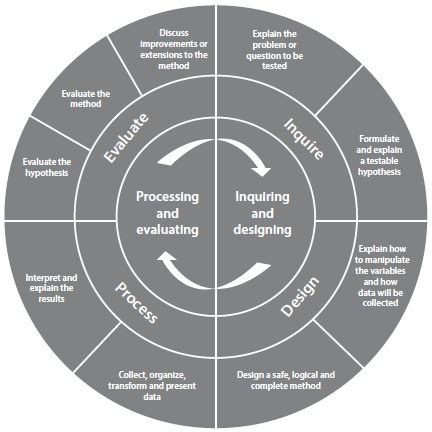 Explain the
problem or
question to be
tested
Formulate
and explain
a testable
hypothesis
Explain how
to manipulate
the variables
and how
data will be
collected
Design a safe, logical and
complete method
Collect, organize,
transform and present
data
Interpret and
explain the
results
Evaluate the
hypothesis
Evaluate the
method
Discuss
improvements or
extensions to the
method
Inquire
Design
Process
Evaluate
Inquiring
and
designing
Processing
and
evaluating